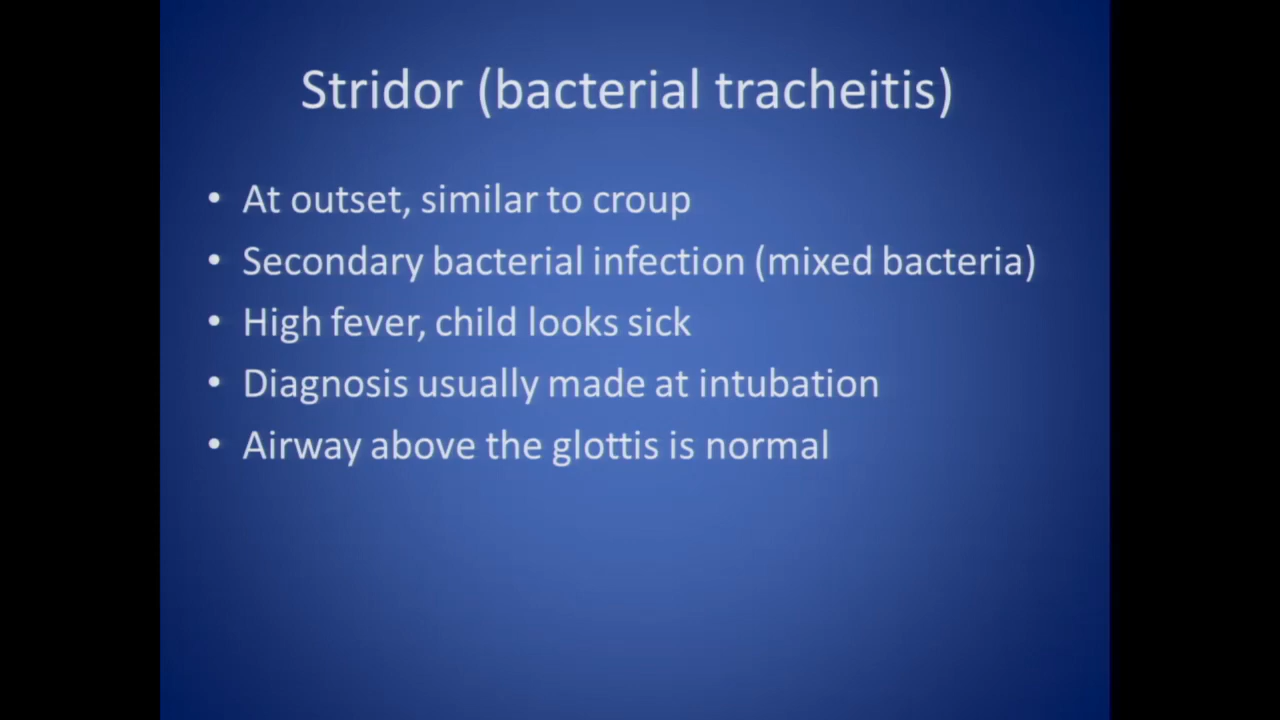 Stridor (bacterial tracheitis)
• At outset, similar to croup
• Secondary bacterial infection (mixed bacteria)
• High fever, child looks sick
• Diagnosis usually made at intubation
• Airway above the glottis is normal